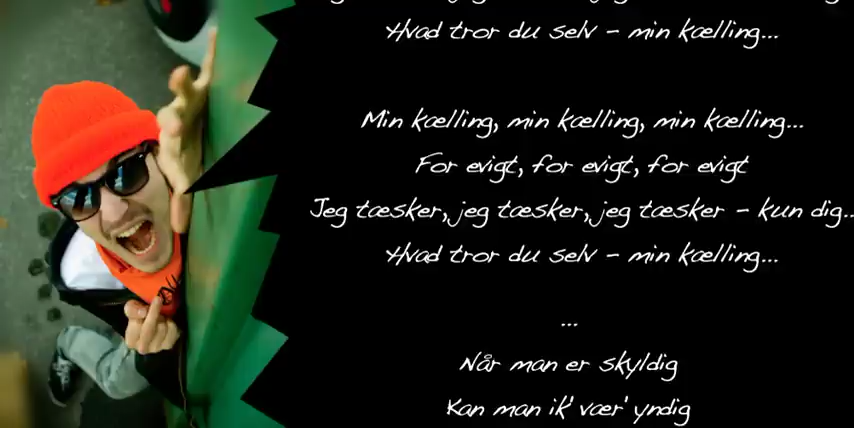 Hvad tror du selv - min kælling...
Min kælling, min kælling, min kælling...
For evigt, for evigt, for evigt
Jeg tæsker, jeg tæsker, jeg tæsker - kun dig...
Hvad tror du selv - min kælling...
...
Når man er skyldig
Kan man ik' vær' yndig